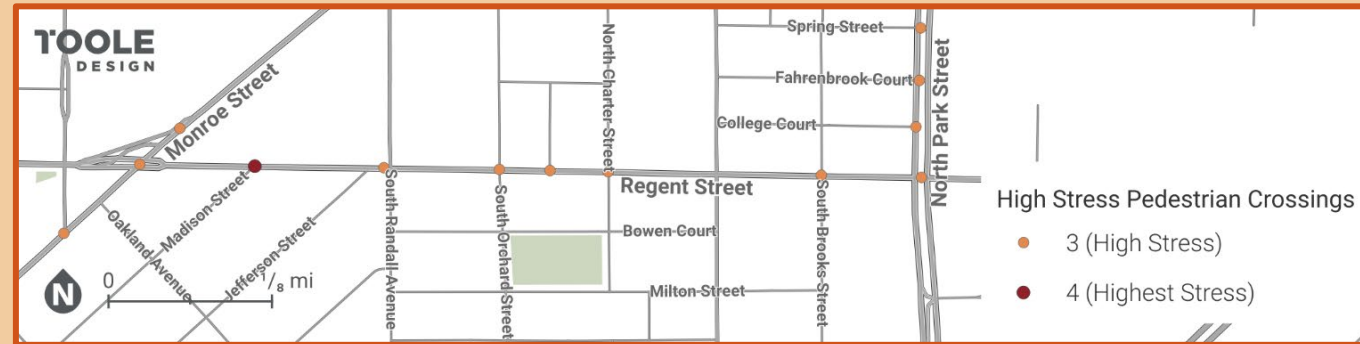 TOOLE
DESIGN
Monroe Street
North Charter Street
Spring Street
Fahrenbrook Court
College Court
North Park Street
Regent Street
Madison Street
Oakland Avenue
Jefferson Street
South Randall Avenue
South Orchard Street
Bowen Court
Milton Street
South Brooks Street
N
0
1/8 mi
High Stress Pedestrian Crossings
3 (High Stress)
4 (Highest Stress)